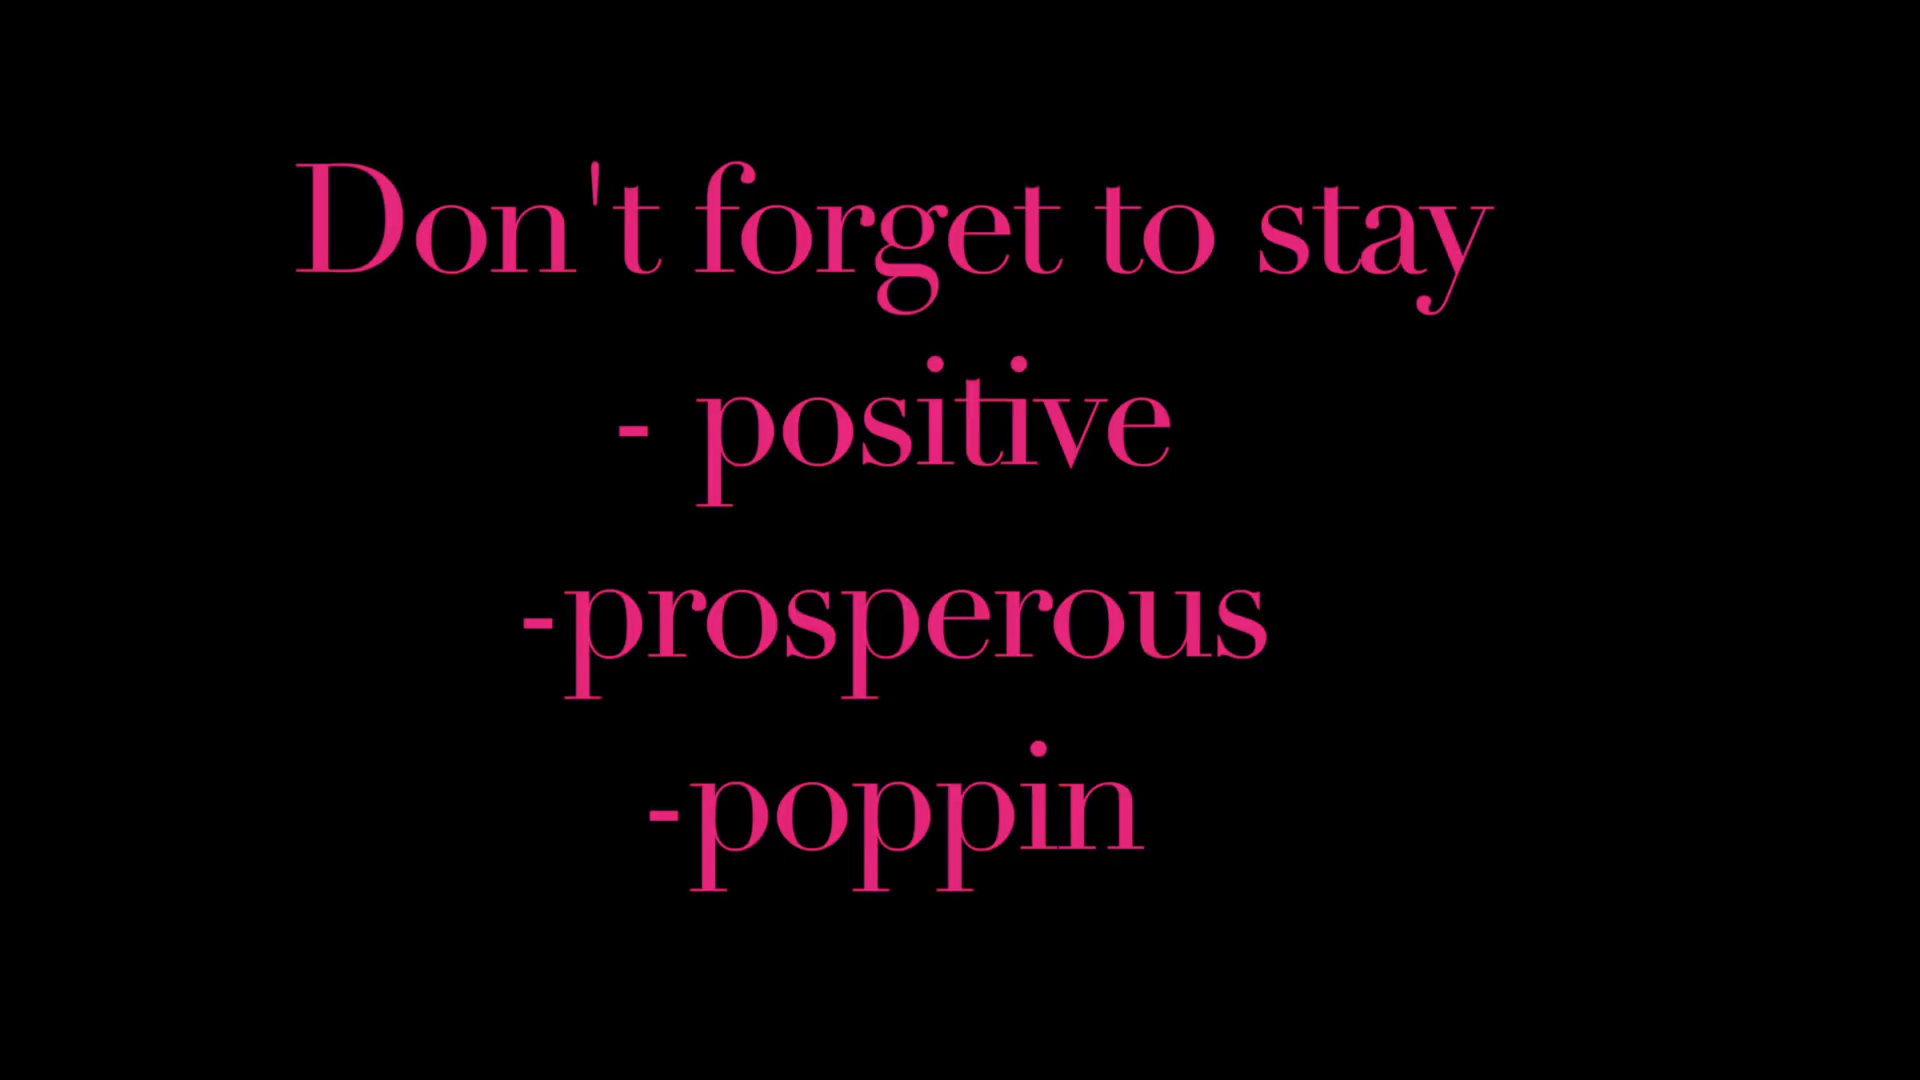 Don't forget to stay
- positive
-prosperous
-poppin